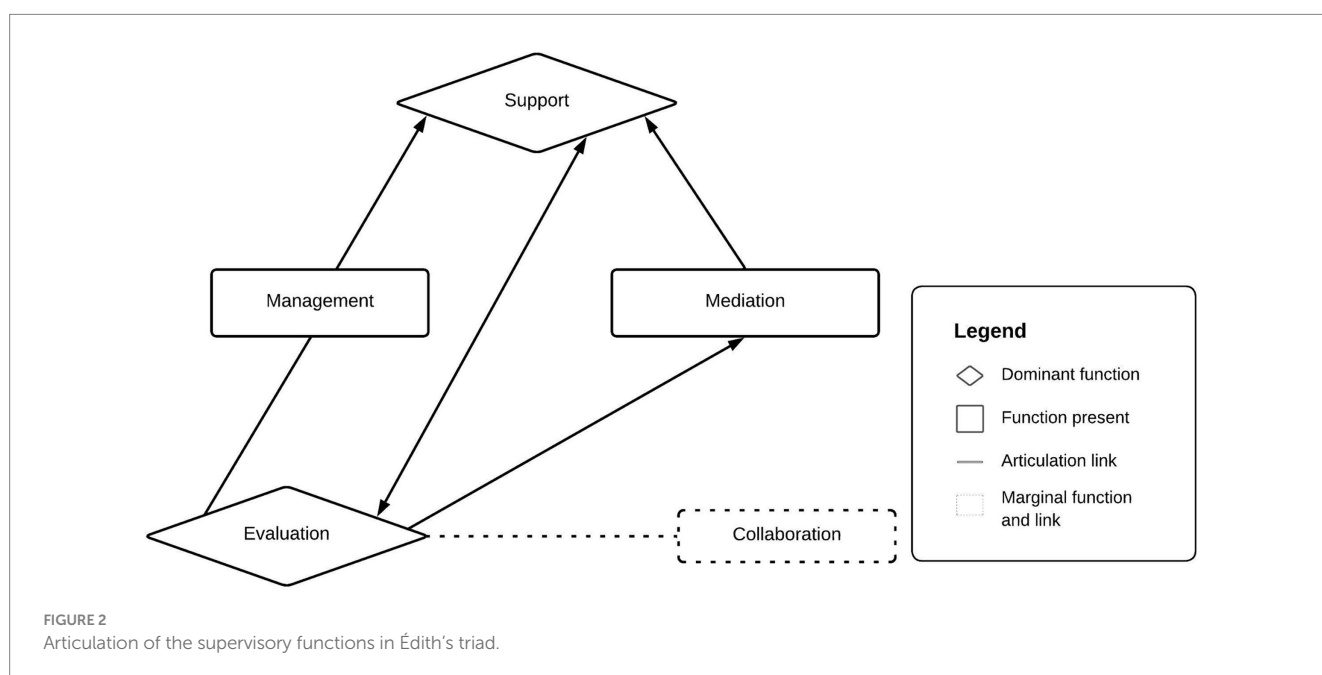 Support
Management
Mediation
Evaluation
Collaboration
Legend
Dominant function
Function present
Articulation link
Marginal function
and link
FIGURE 2
Articulation of the supervisory functions in Édith’s triad.